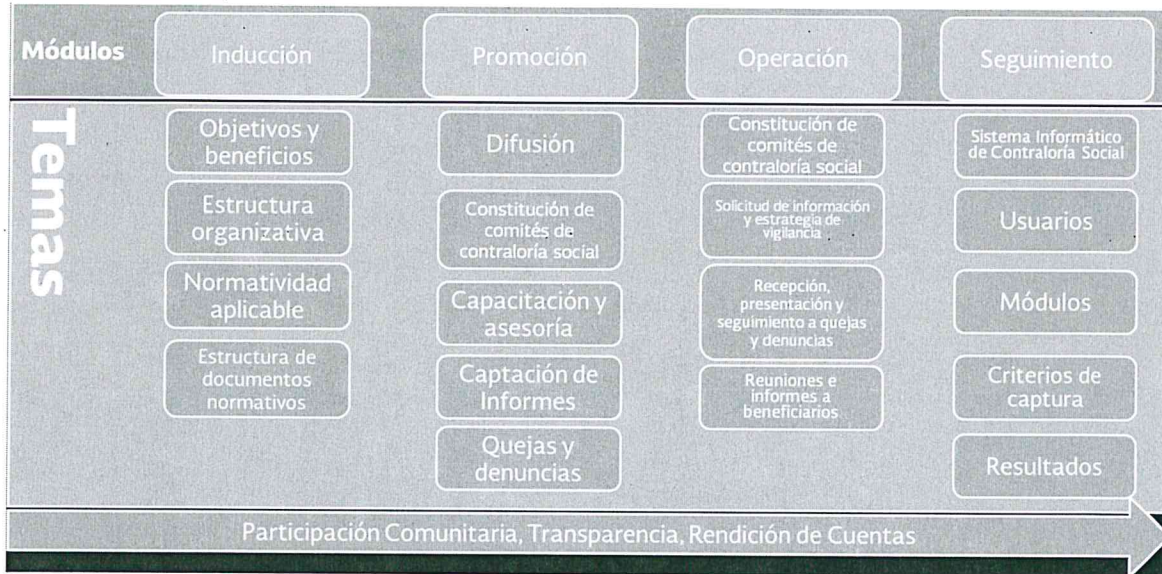 Módulos
Inducción
Promoción
Operación
Seguimiento
Temas
Objetivos y
beneficios
Estructura
organizativa
Normatividad
aplicable
Estructura de
documentos
normativos
Difusión
Constitución de
comités de
contraloría social
Capacitación y
asesoría
Captación de
Informes
Quejas y
denuncias
Constitución de
comités de
contraloría social
Solicitud de información
y estrategia de
vigilancia
Recepción,
presentación y
seguimiento a quejas
y denuncias
Reuniones e
informes a
beneficiarios
Sistema Informático
de Contraloría Social
Usuarios
Módulos
Criterios de
captura
Resultados
Participación Comunitaria, Transparencia, Rendición de Cuentas